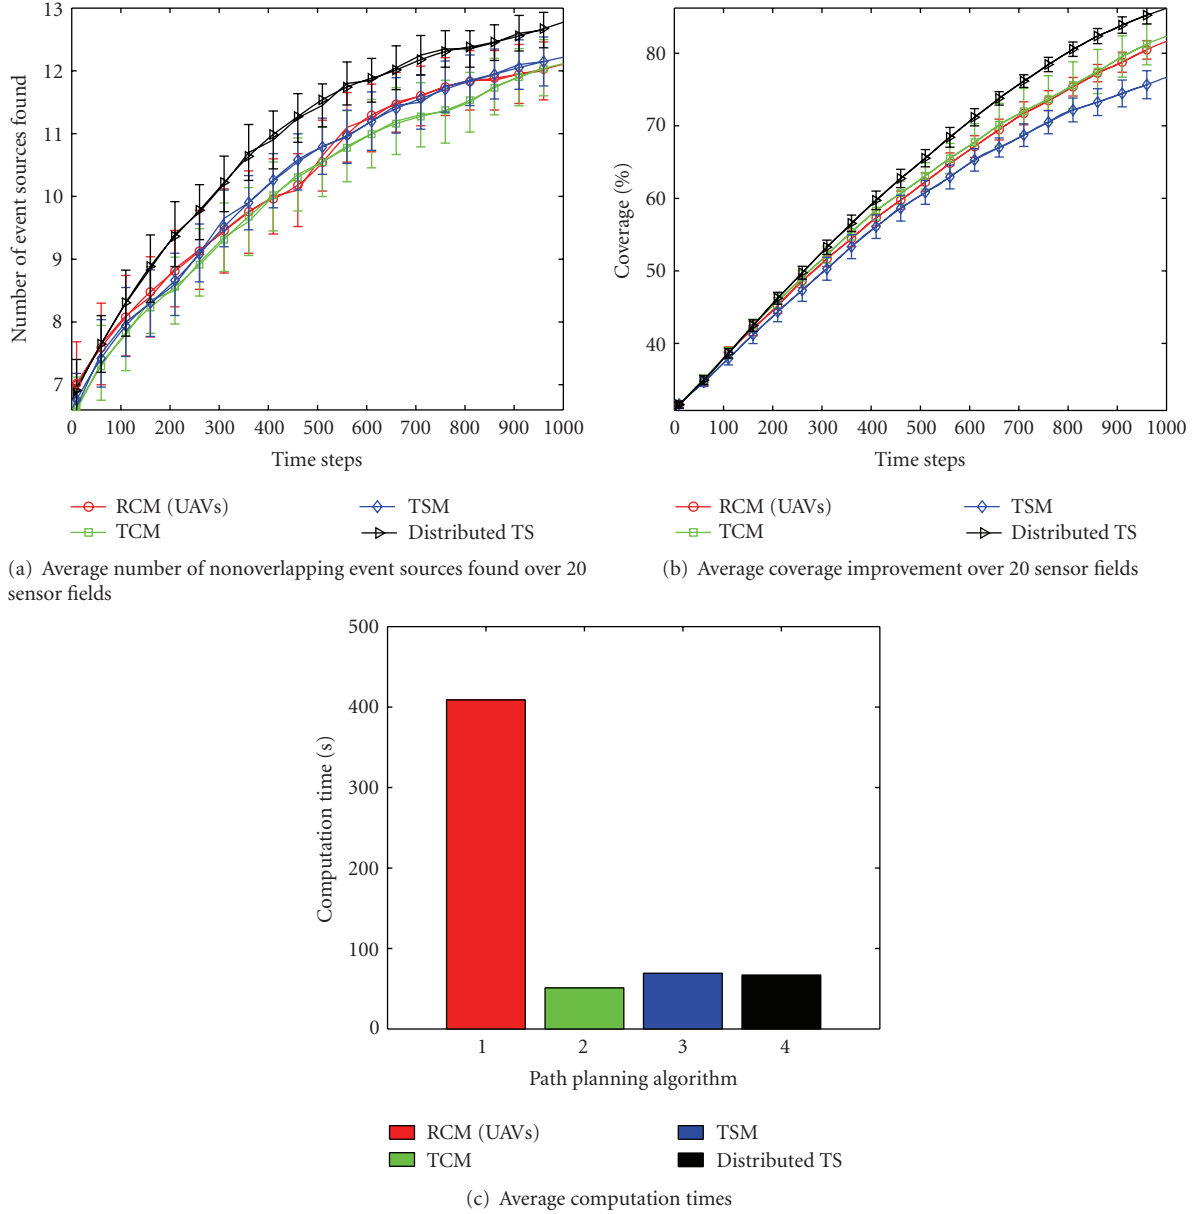 13
12
11
10
9
8
7
Number of event sources found
0 100 200 300 400 500 600 700 800 900 1000
Time steps
RCM (UAVs)
TCM
TSM
Distributed TS
(a) Average number of nonoverlapping event sources found over 20
sensor fields
80
70
60
50
40
Coverage (%)
0 100 200 300 400 500 600 700 800 900 1000
Time steps
RCM (UAVs)
TCM
TSM
Distributed TS
(b) Average coverage improvement over 20 sensor fields
500
400
300
200
100
0
Computation time (s)
1 2 3 4
Path planning algorithm
RCM (UAVs)
TCM
TSM
Distributed TS
(c) Average computation times